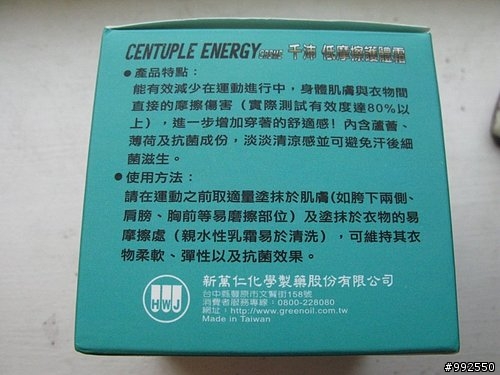 CENTUPLE ENERGY CREME 千沛 低摩擦護體霜
●產品特點：
能有效減少在運動進行中，身體肌膚與衣物間
直接的摩擦傷害（實際測試有效度達80%以
上），進一步增加穿著的舒適感！內含蘆薈、
薄荷及抗菌成份，淡淡清涼感並可避免汗後細
菌滋生。
●使用方法：
請在運動之前取適量塗抹於肌膚(如胯下兩側、
肩膀、胸前等易磨擦部位）及塗抹於衣物的易
摩擦處（親水性乳霜易於清洗），可維持其衣
物柔軟、彈性以及抗菌效果。
HWJ
新萬仁化學製藥股份有限公司
台中縣豐原市文賢街158號
消費者服務專線：0800-228080
網址：http://www.greenoil.com.tw
Made in Taiwan
#992550